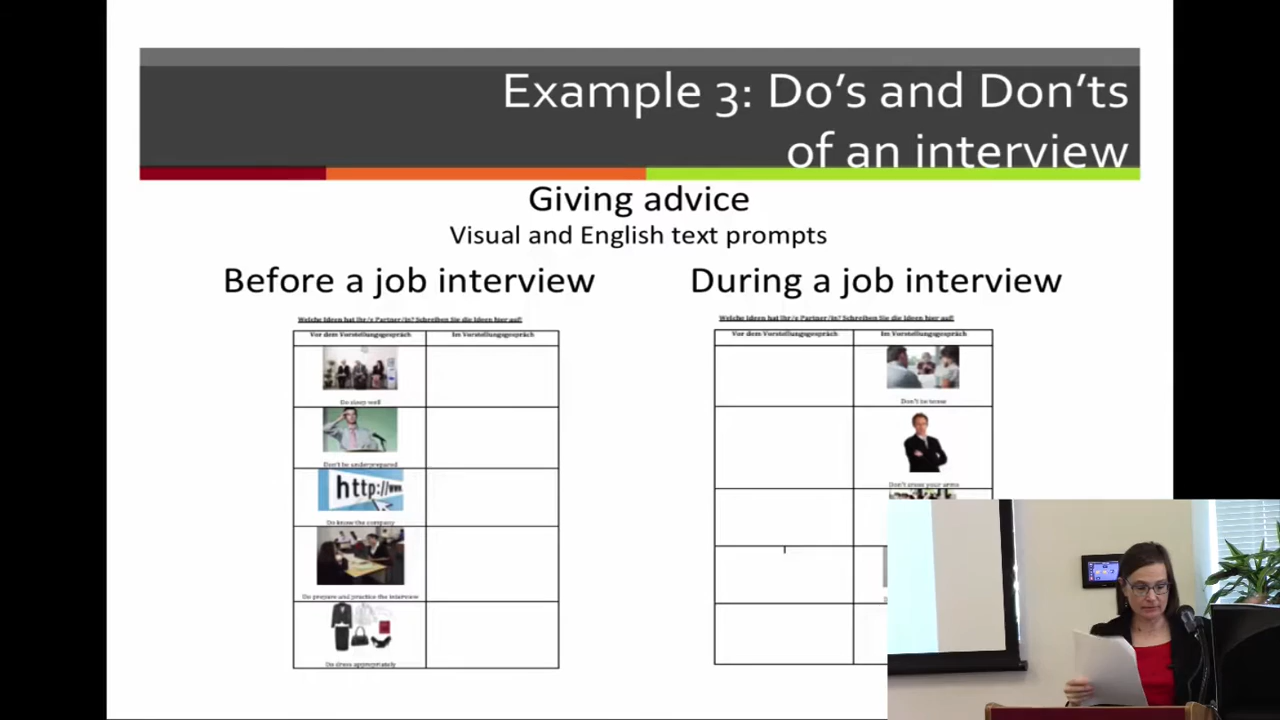 Example 3: Do's and Don'ts
of an interview
Giving advice
Visual and English text prompts
Before a job interview
During a job interview
Welche Ideen hat Ihr/e Partner/in? Schreiben Sie die Ideen hier auf!
Vor dem Vorstellungsgespräch
Im Vorstellungsgespräch
Do sleep well
Don't be underprepared
http://www
Do know the company
Do prepare and practice the interview
Do dress appropriately
Welche Ideen hat Ihr/e Partner/in? Schreiben Sie die Ideen hier auf!
Vor dem Vorstellungsgespräch
Im Vorstellungsgespräch
Don't be tense
Don't cross your arms